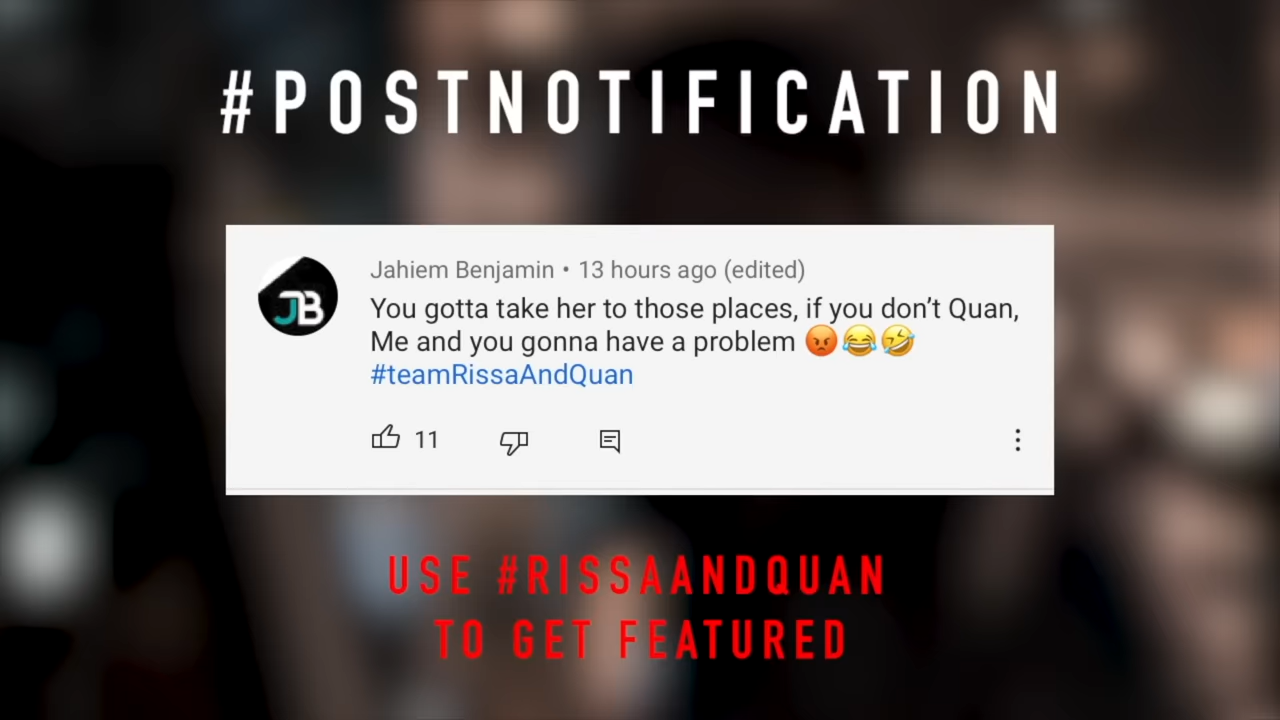 #POSTNOTIFICATION
Jahiem Benjamin • 13 hours ago (edited)
JB
You gotta take her to those places, if you don’t Quan,
Me and you gonna have a problem 😡😂🤣
#teamRissaAndQuan
11
USE #RISSAANDQUAN
TO GET FEATURED